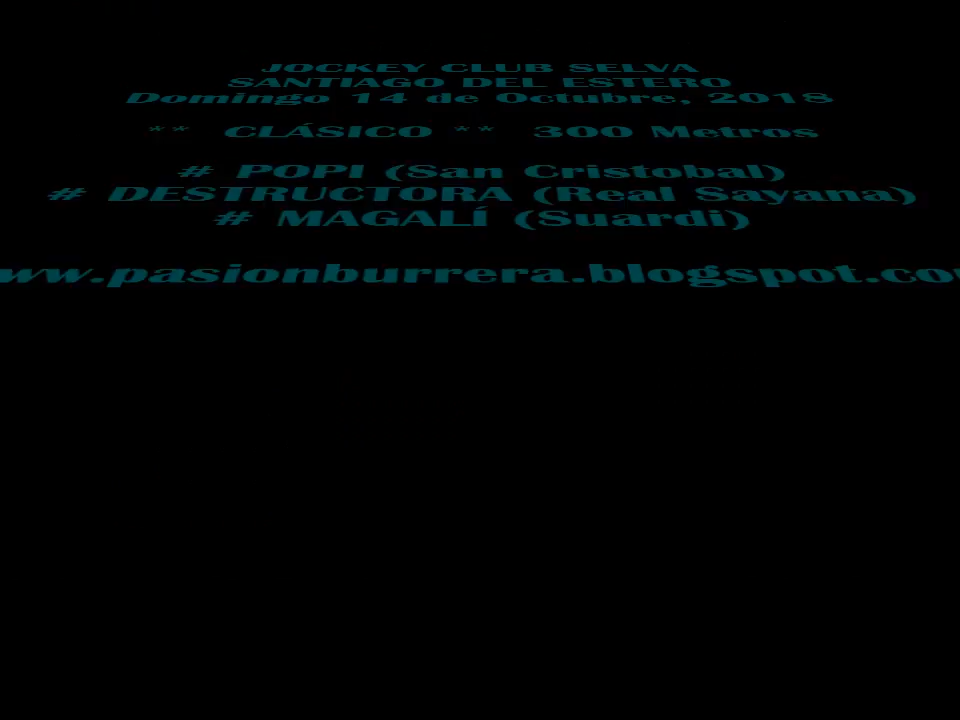 JOCKEY CLUB SELVA
SANTIAGO DEL ESTERO
Domingo 14 de Octubre, 2018
** CLÁSICO ** 300 Metros
# POPI (San Cristobal)
# DESTRUCTORA (Real Sayana)
# MAGALÍ (Suardi)
ww.pasionburrera.blogspot.co